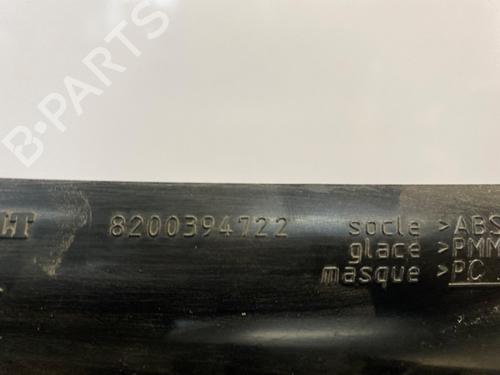 B-PARTS
8200394722
socle >ABS
glace >PMM
masque >PC